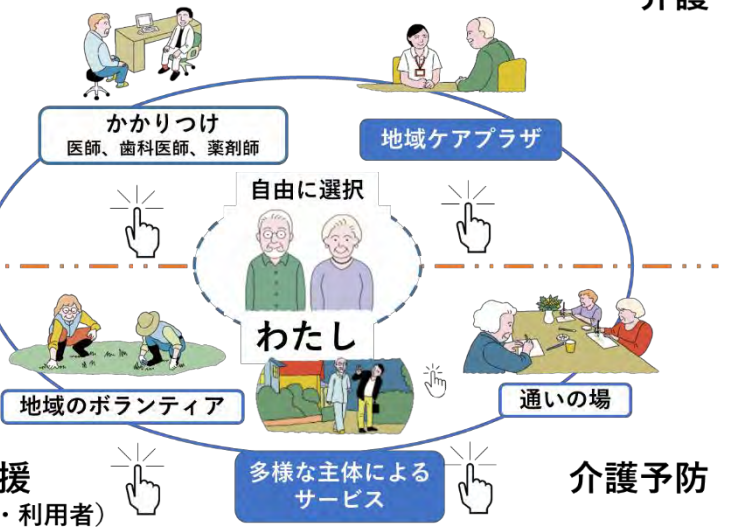 介護
かかりつけ
医師、歯科医師、薬剤師
地域ケアプラザ
自由に選択
わたし
地域のボランティア
通いの場
多様な主体による
サービス
援
・利用者）
介護予防